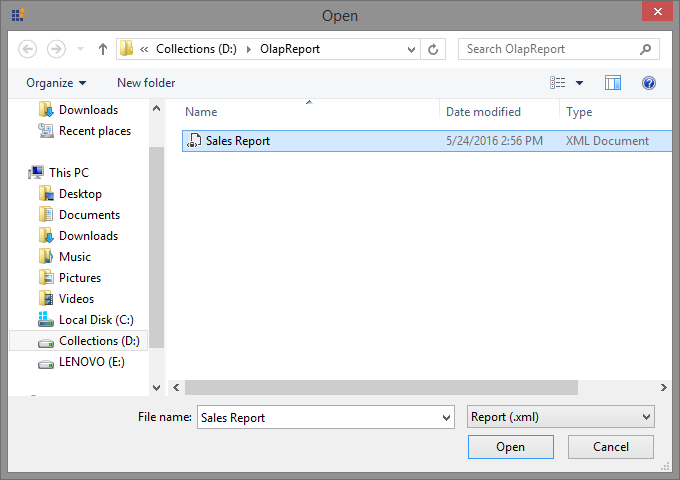 Open
« Collections (D:) OlapReport
Search OlapReport
Organize
New folder
Name
Date modified
Type
Downloads
Recent places
This PC
Desktop
Documents
Downloads
Music
Pictures
Videos
Local Disk (C:)
Collections (D:)
LENOVO (E:)
Sales Report
5/24/2016 2:56 PM
XML Document
File name:
Sales Report
Report (.xml)
Open
Cancel